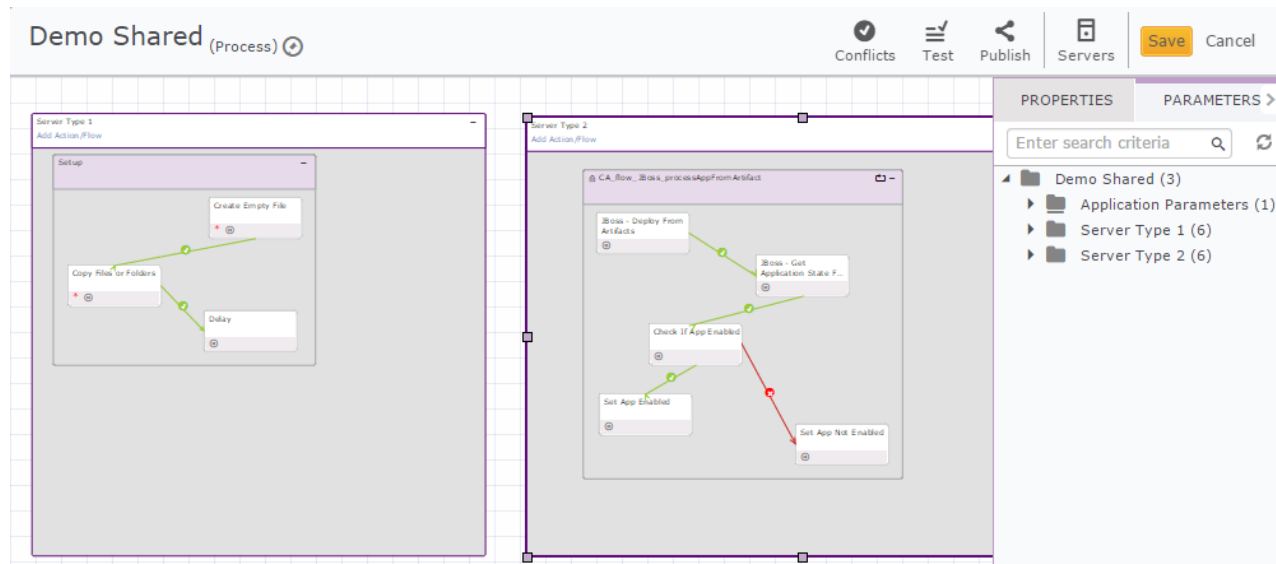 Demo Shared (Process)
Conflicts
Test
Publish
Servers
Save
Cancel
Server Type 1
Add Action/Flow
Setup
Create Empty File
*
Copy Files or Folders
*
Delay
Server Type 2
Add Action/Flow
CA_flow_JBoss_processAppFromArtifact
JBoss - Deploy From
Artifacts
JBoss - Get
Application State F...
Check If App Enabled
Set App Enabled
Set App Not Enabled
PROPERTIES
PARAMETERS
Enter search criteria
Demo Shared (3)
Application Parameters (1)
Server Type 1 (6)
Server Type 2 (6)